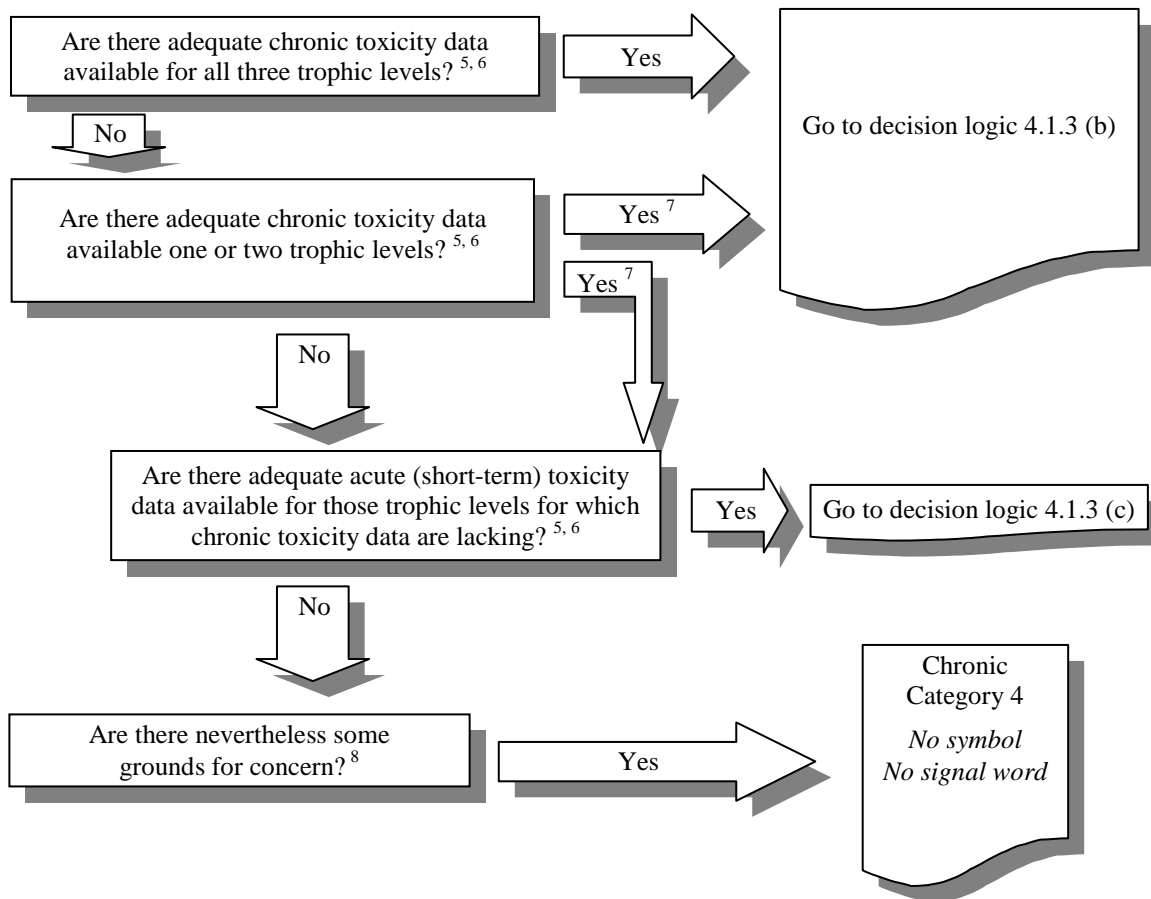 Are there adequate chronic toxicity data
available for all three trophic levels? 5, 6
Yes
Go to decision logic 4.1.3 (b)
No
Are there adequate chronic toxicity data
available one or two trophic levels? 5, 6
Yes 7
Yes 7
No
Are there adequate acute (short-term) toxicity
data available for those trophic levels for which
chronic toxicity data are lacking? 5, 6
Yes
Go to decision logic 4.1.3 (c)
No
Are there nevertheless some
grounds for concern? 8
Yes
Chronic
Category 4
No symbol
No signal word